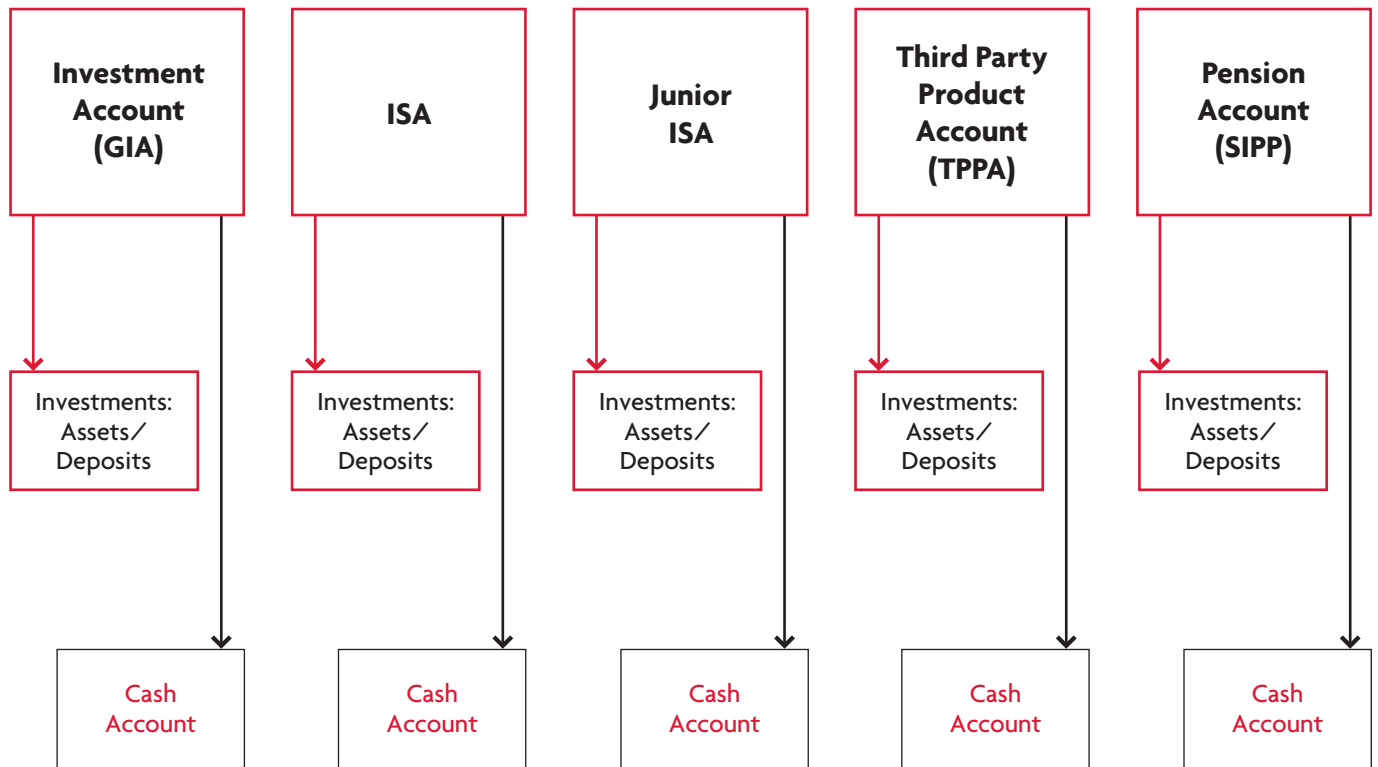 Investment
Account
(GIA)
ISA
Junior
ISA
Third Party
Product
Account
(TPPA)
Pension
Account
(SIPP)
Investments:
Assets/
Deposits
Investments:
Assets/
Deposits
Investments:
Assets/
Deposits
Investments:
Assets/
Deposits
Investments:
Assets/
Deposits
Cash
Account
Cash
Account
Cash
Account
Cash
Account
Cash
Account